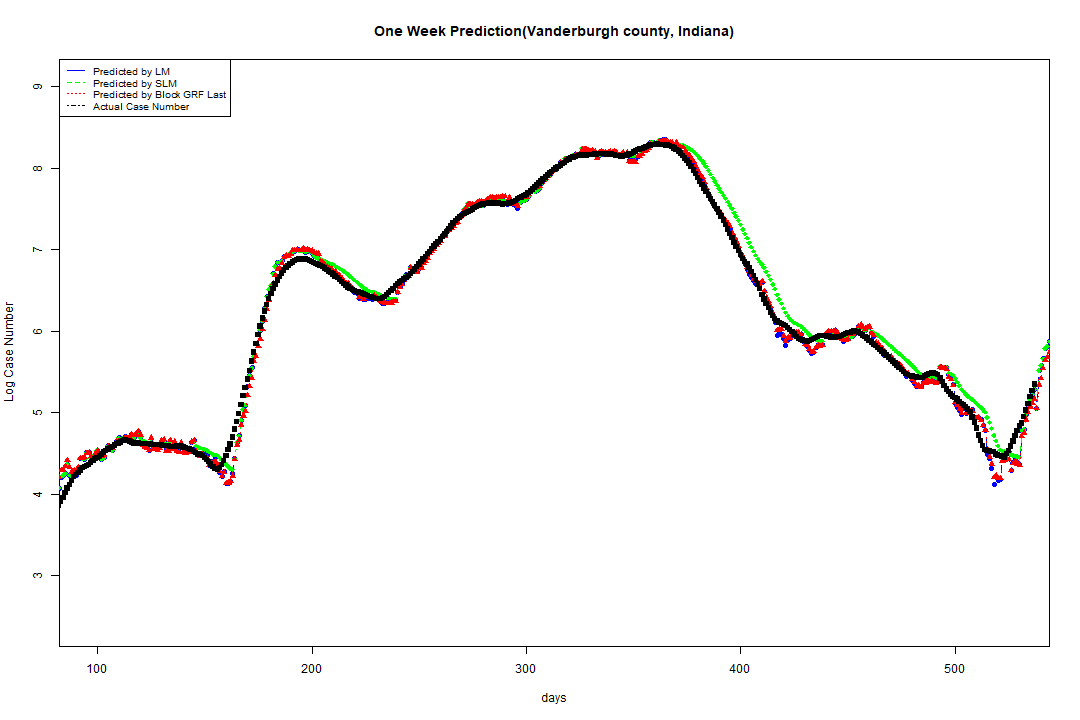 One Week Prediction(Vanderburgh county, Indiana)
Predicted by LM
Predicted by SLM
Predicted by Block GRF Last
Actual Case Number
9
8
7
6
5
4
3
Log Case Number
100 200 300 400 500
days